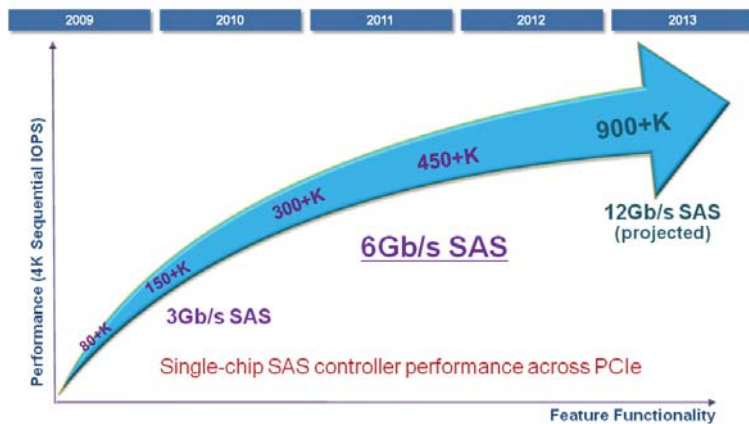 2009 2010 2011 2012 2013
Performance (4K Sequential IOPS)
900+K
450+K
300+K
150+K
80+K
12Gb/s SAS
(projected)
6Gb/s SAS
3Gb/s SAS
Single-chip SAS controller performance across PCIe
Feature Functionality